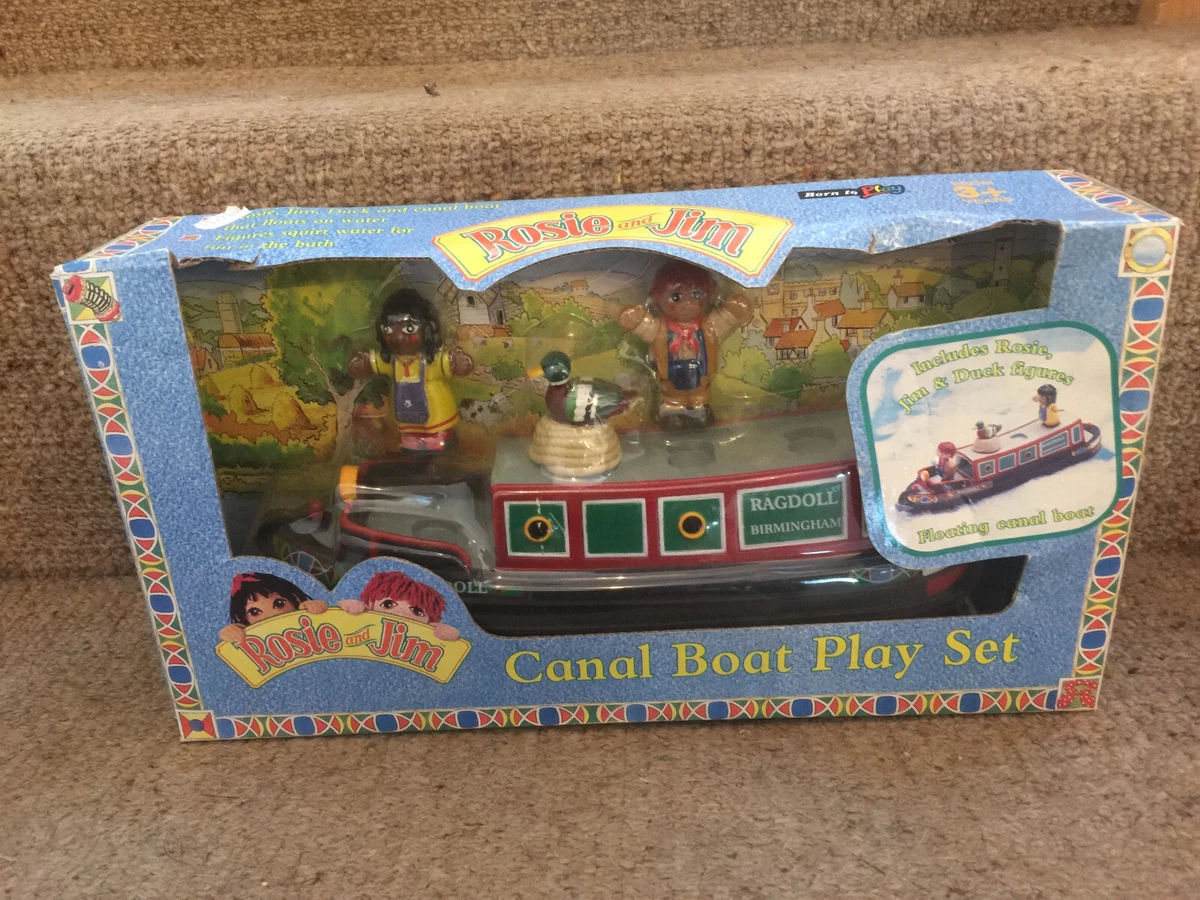 Rosie, Jim, Duck and canal boat
that floats on water
Figures squirt water for
fun in the bath
Rosie and Jim
Born to Play
3+
RAGDOLL
BIRMINGHAM
Includes Rosie,
Jim & Duck figures
Floating canal boat
DOLL
Rosie and Jim
Canal Boat Play Set